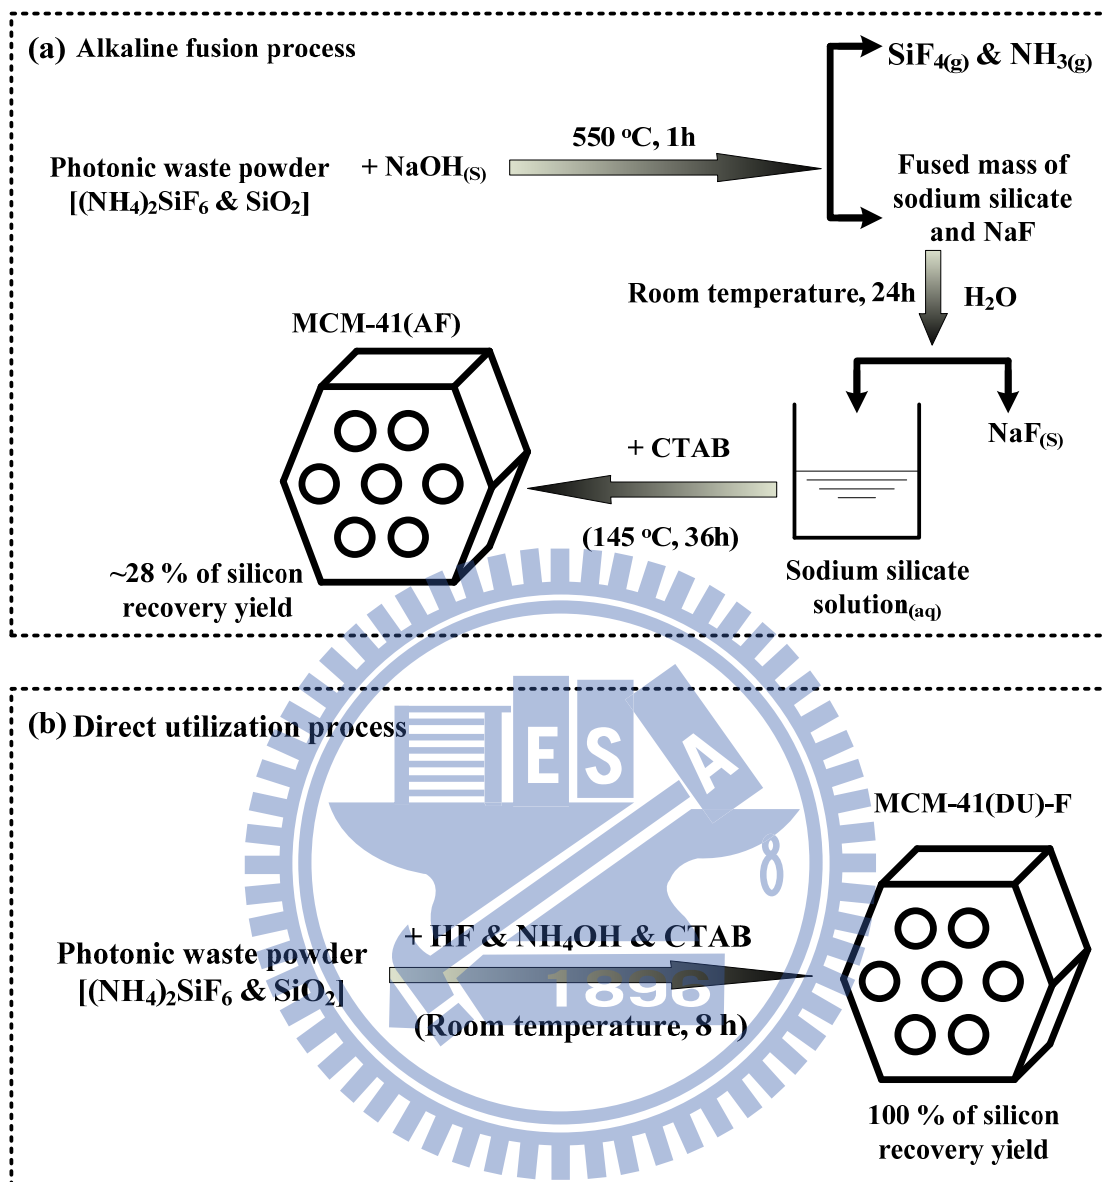 (a) Alkaline fusion process
SiF₄(g) & NH₃(g)
550 °C, 1h
Photonic waste powder
[(NH₄)₂SiF₆ & SiO₂]
+ NaOH(S)
Fused mass of
sodium silicate
and NaF
Room temperature, 24h
H₂O
MCM-41(AF)
NaF(S)
+ CTAB
(145 °C, 36h)
~28 % of silicon
recovery yield
Sodium silicate
solution(aq)
(b) Direct utilization process
E S A
MCM-41(DU)-F
8
+ HF & NH₄OH & CTAB
Photonic waste powder
[(NH₄)₂SiF₆ & SiO₂]
1896
(Room temperature, 8 h)
100 % of silicon
recovery yield